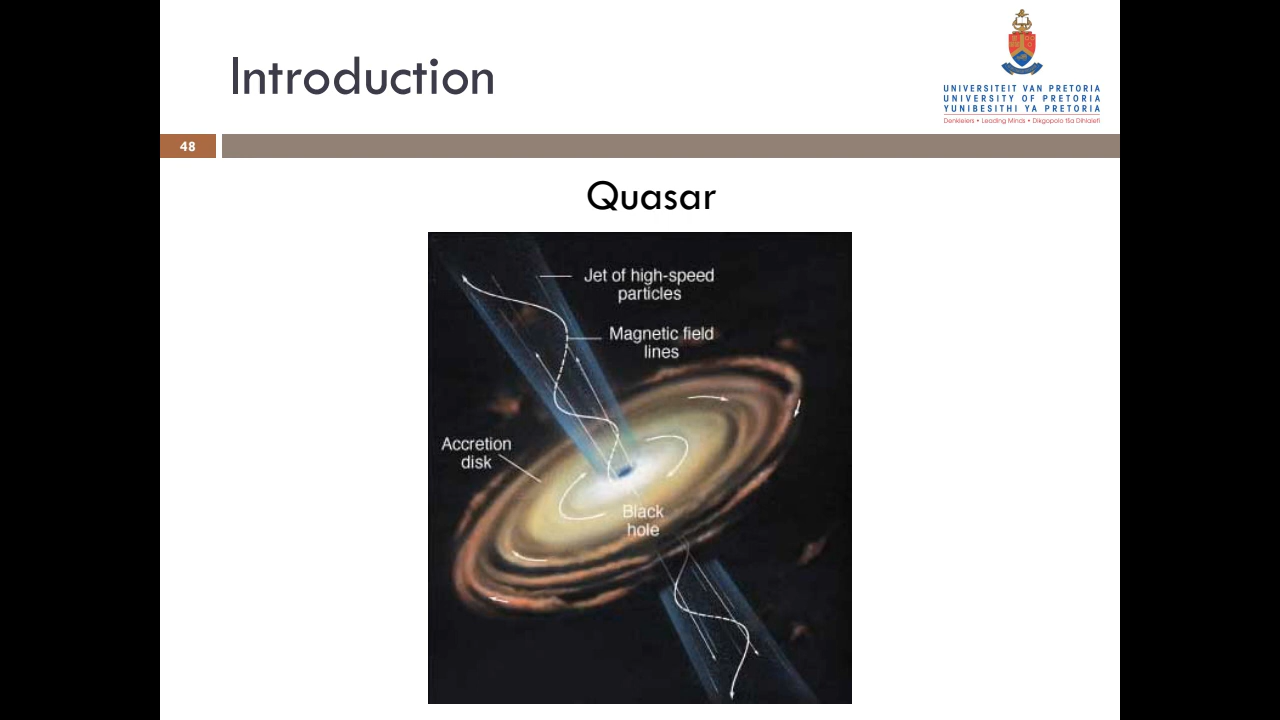 Introduction
UNIVERSITEIT VAN PRETORIA
UNIVERSITY OF PRETORIA
YUNIBESITHI YA PRETORIA
Denkleiers • Leading Minds • Dikgopolo tša Dihlalefi
48
Quasar
Jet of high-speed
particles
Magnetic field
lines
Accretion
disk
Black
hole